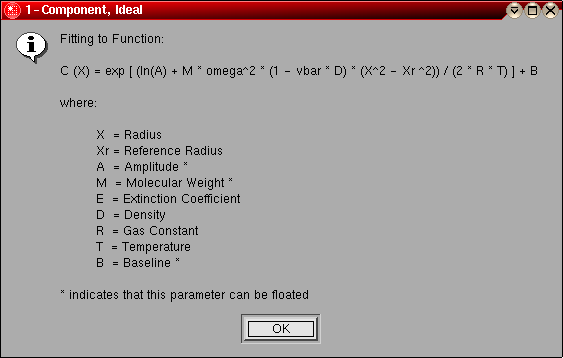 1-Component, Ideal
Fitting to Function:
C (X) = exp [ (ln(A) + M * omega^2 * (1 - vbar * D) * (X^2 - Xr ^2)) / (2 * R * T) ] + B
where:
X = Radius
Xr = Reference Radius
A = Amplitude *
M = Molecular Weight *
E = Extinction Coefficient
D = Density
R = Gas Constant
T = Temperature
B = Baseline *
* indicates that this parameter can be floated
OK